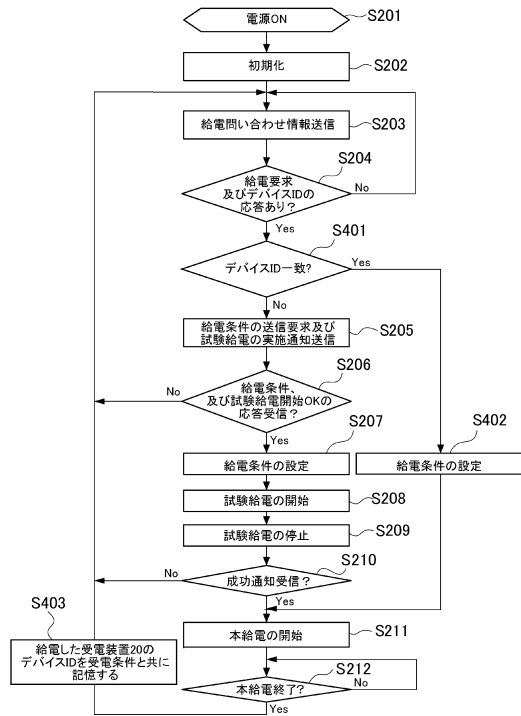 電源ON
S201
初期化
S202
給電問い合わせ情報送信
S203
S204
給電要求
及びデバイスIDの
応答あり？
No
Yes
S401
デバイスID一致？
Yes
No
給電条件の送信要求及び
試験給電の実施通知送信
S205
S206
給電条件、
及び試験給電開始OKの
応答受信？
No
Yes
S207
S402
給電条件の設定
給電条件の設定
試験給電の開始
S208
試験給電の停止
S209
S210
成功通知受信？
No
Yes
S403
給電した受電装置20の
デバイスIDを受電条件と共に
記憶する
本給電の開始
S211
S212
本給電終了？
No
Yes